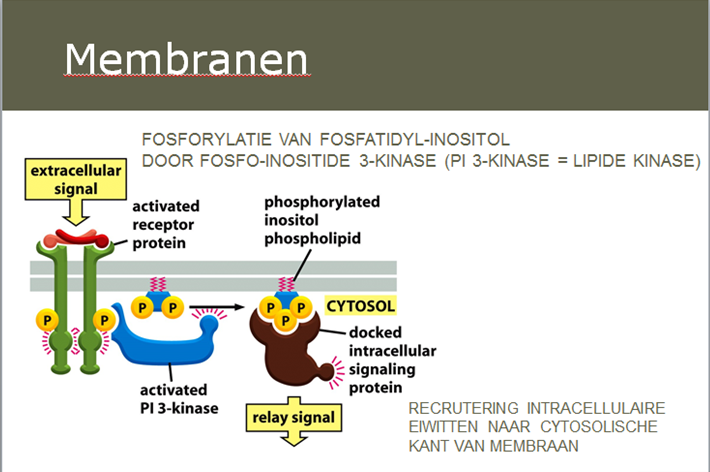 Membranen
FOSFORYLATIE VAN FOSFATIDYL-INOSITOL
DOOR FOSFO-INOSITIDE 3-KINASE (PI 3-KINASE = LIPIDE KINASE)
extracellular
signal
activated
receptor
protein
phosphorylated
inositol
phospholipid
P
P
P
P
P
P
P
CYTOSOL
docked
intracellular
signaling
protein
activated
PI 3-kinase
relay signal
RECRUTERING INTRACELLULAIRE
EIWITTEN NAAR CYTOSOLISCHE
KANT VAN MEMBRAAN